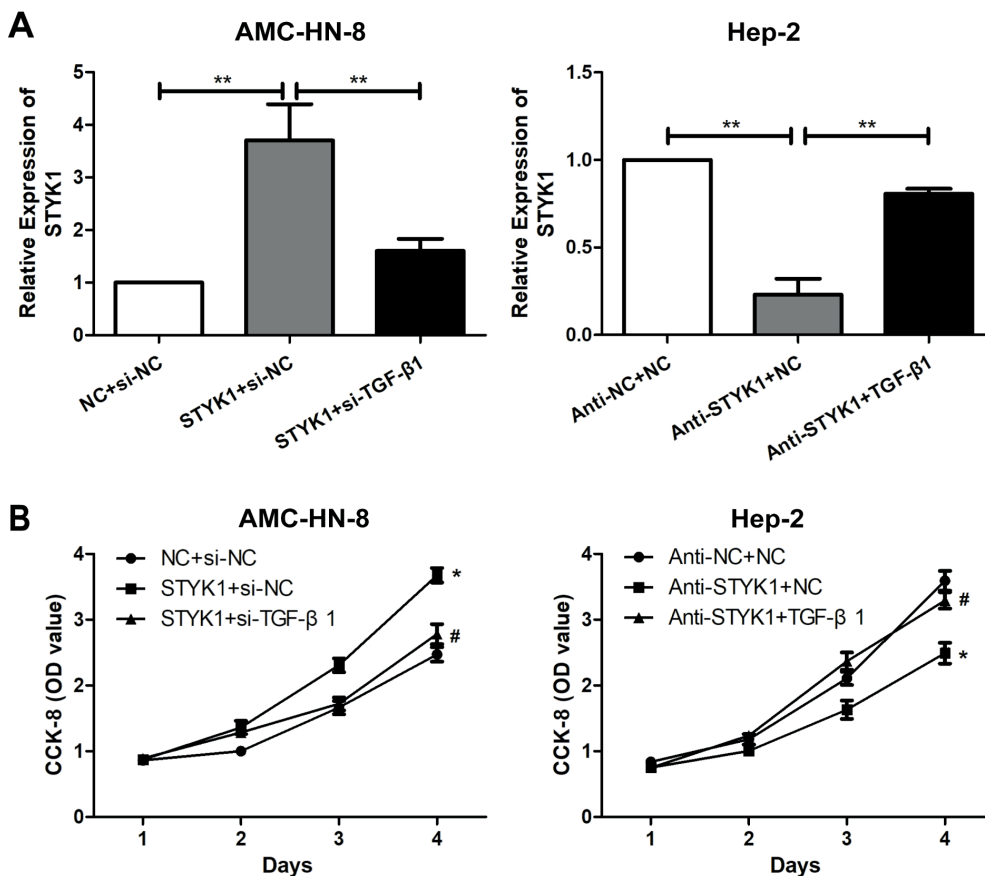 A
AMC-HN-8
Relative Expression of
STYK1
5
4
3
2
1
0
**
**
NC+si-NC
STYK1+si-NC
STYK1+si-TGF-β1
Hep-2
Relative Expression of
STYK1
1.5
1.0
0.5
0.0
**
**
Anti-NC+NC
Anti-STYK1+NC
Anti-STYK1+TGF-β1
B
AMC-HN-8
CCK-8 (OD value)
4
3
2
1
0
NC+si-NC
STYK1+si-NC
STYK1+si-TGF-β 1
*
#
1 2 3 4
Days
Hep-2
CCK-8 (OD value)
4
3
2
1
0
Anti-NC+NC
Anti-STYK1+NC
Anti-STYK1+TGF-β 1
#
*
1 2 3 4
Days